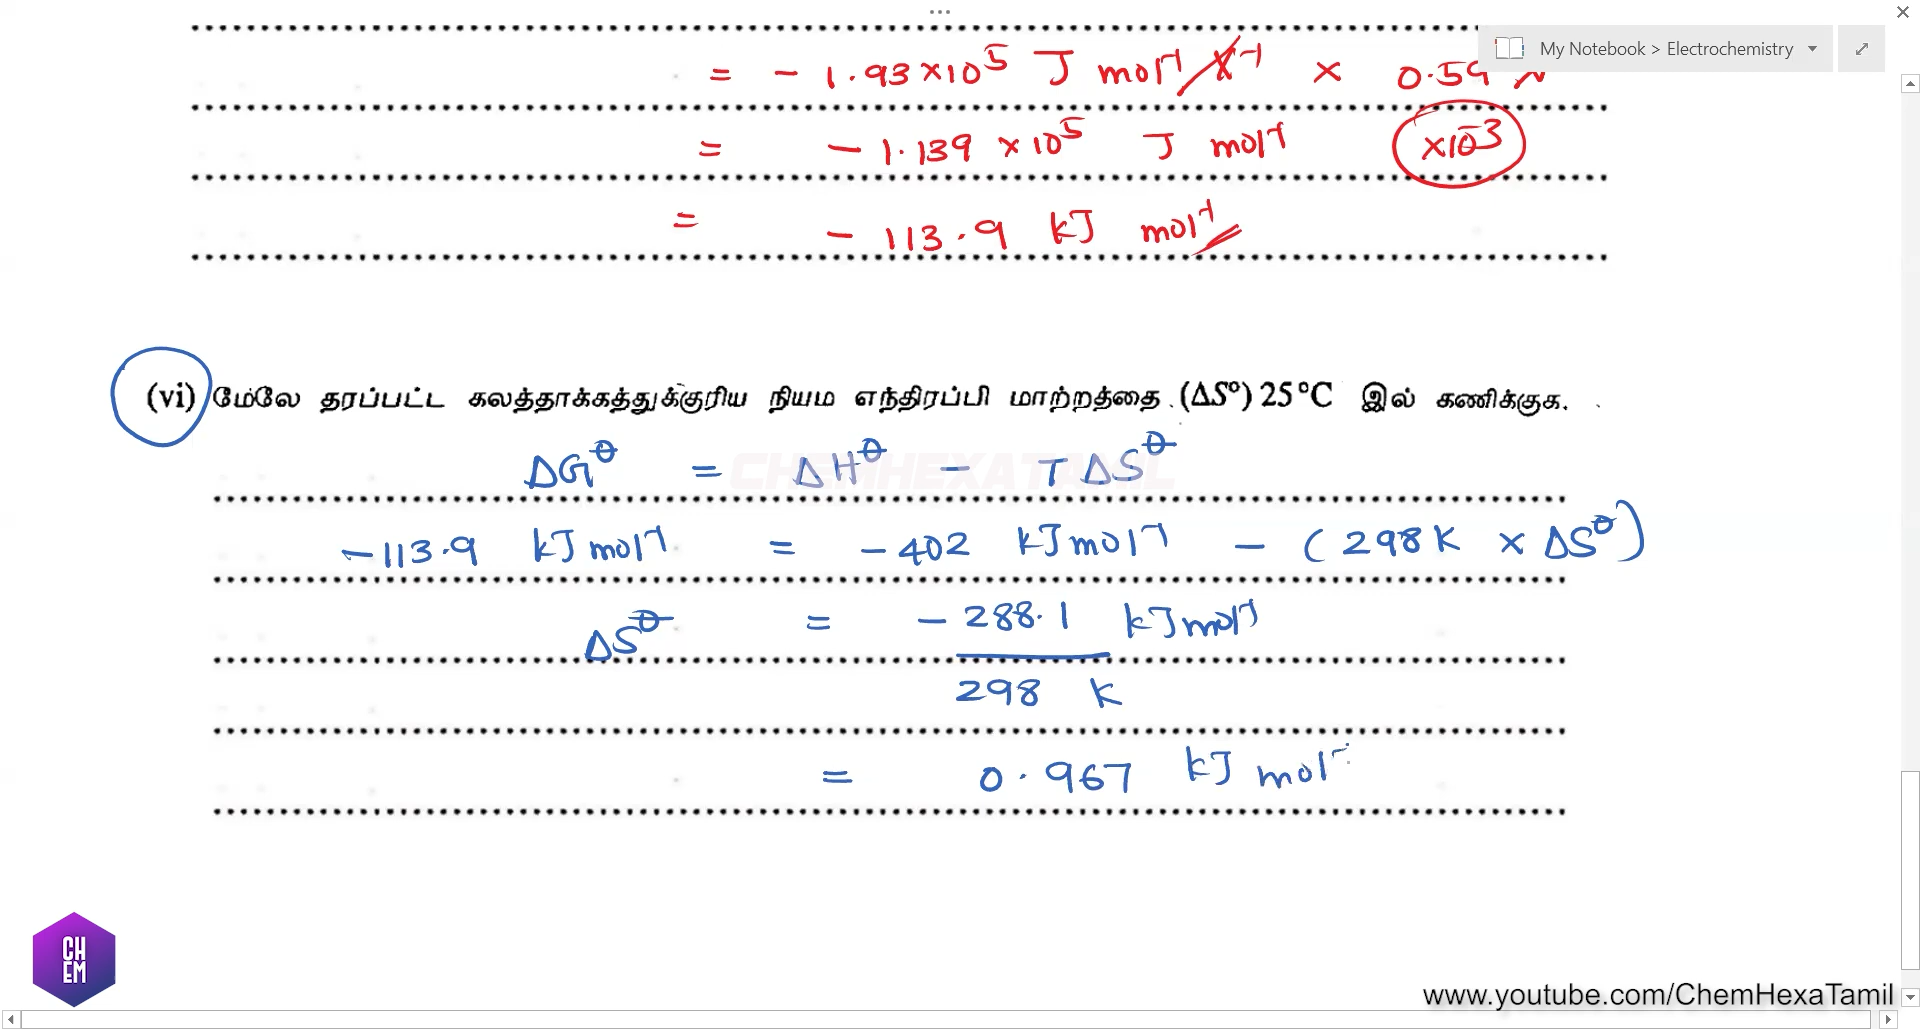 My Notebook > Electrochemistry
= - 1.93 × 10⁵ J mol⁻¹ V⁻¹ × 0.59 V
= - 1.139 × 10⁵ J mol⁻¹ ×10⁻³
= - 113.9 kJ mol⁻¹
(vi) மேலே தரப்பட்ட கலத்தாக்கத்துக்குரிய நியம எந்திரப்பி மாற்றத்தை (ΔS°) 25 °C இல் கணிக்குக.
CHEMHEXATAMIL
ΔG^θ = ΔH^θ - TΔS^θ
-113.9 kJ mol⁻¹ = -402 kJ mol⁻¹ - (298 K × ΔS^θ)
ΔS^θ = - 288.1 kJ mol⁻¹
298 K
= 0.967 kJ mol⁻
CH
EM
www.youtube.com/ChemHexaTamil